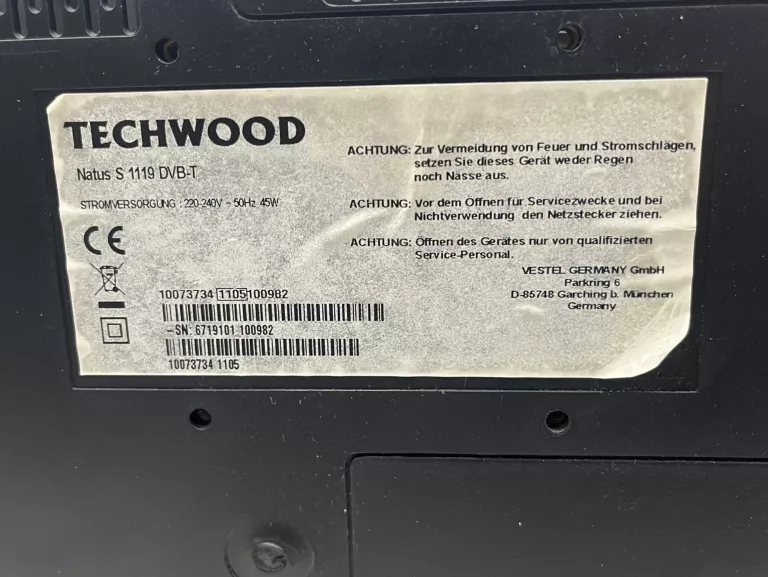 TECHWOOD
Natus S 1119 DVB-T
STROMVERSORGUNG : 220-240V ~ 50Hz 45W
CE
10073734 1105 100982
-SN: 6719101 100982
10073734 1105
ACHTUNG: Zur Vermeidung von Feuer und Stromschlägen,
setzen Sie dieses Gerät weder Regen
noch Nässe aus.
ACHTUNG: Vor dem Öffnen für Servicezwecke und bei
Nichtverwendung den Netzstecker ziehen.
ACHTUNG: Öffnen des Gerätes nur von qualifizierten
Service-Personal.
VESTEL GERMANY GmbH
Parkring 6
D-85748 Garching b. München
Germany